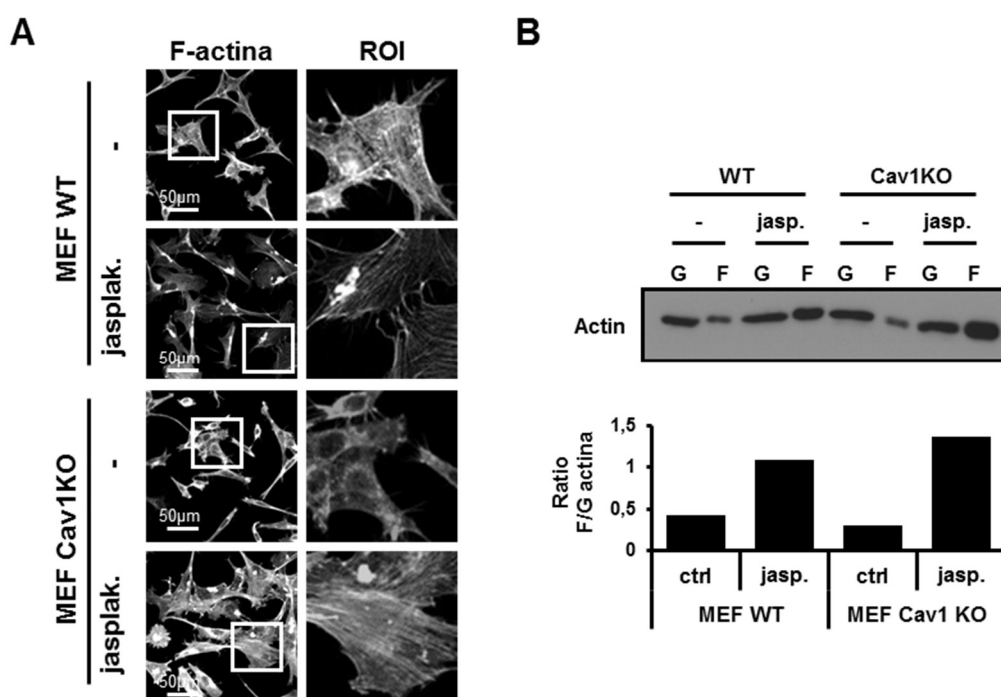 A
F-actina ROI
MEF WT
-
50µm
jasplak.
50µm
MEF Cav1KO
-
50µm
jasplak.
50µm
B
WT Cav1KO
- jasp. - jasp.
G F G F G F G F
Actin
Ratio
F/G actina
1,5
1
0,5
0
ctrl jasp. ctrl jasp.
MEF WT MEF Cav1 KO